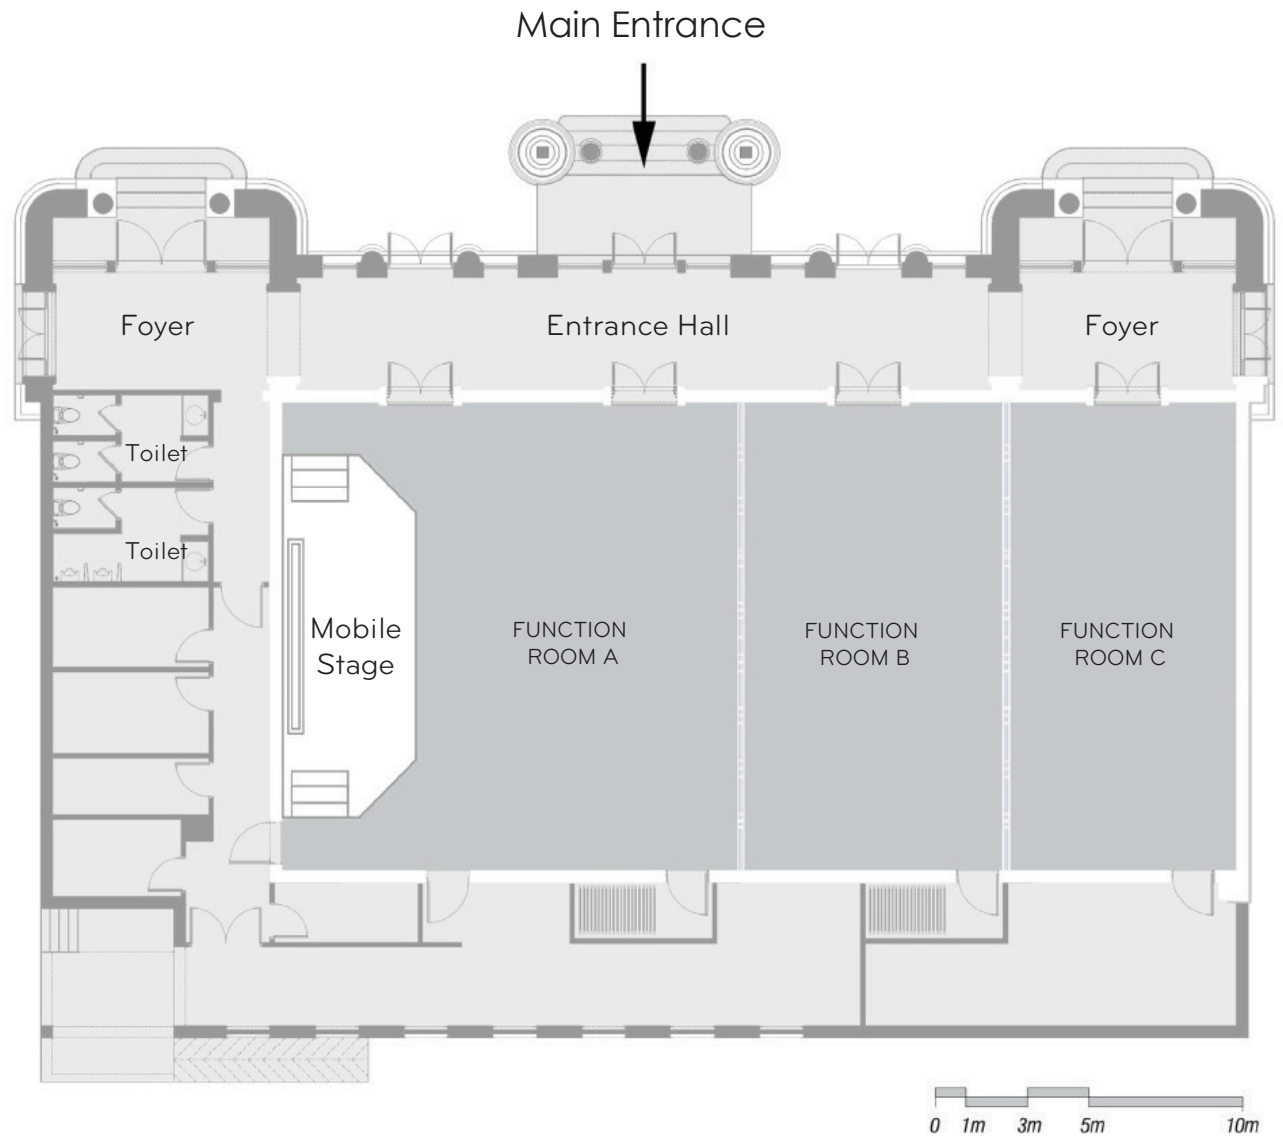 Main Entrance
Foyer
Entrance Hall
Foyer
Toilet
Toilet
Mobile
Stage
FUNCTION
ROOM A
FUNCTION
ROOM B
FUNCTION
ROOM C
0 1m 3m 5m 10m